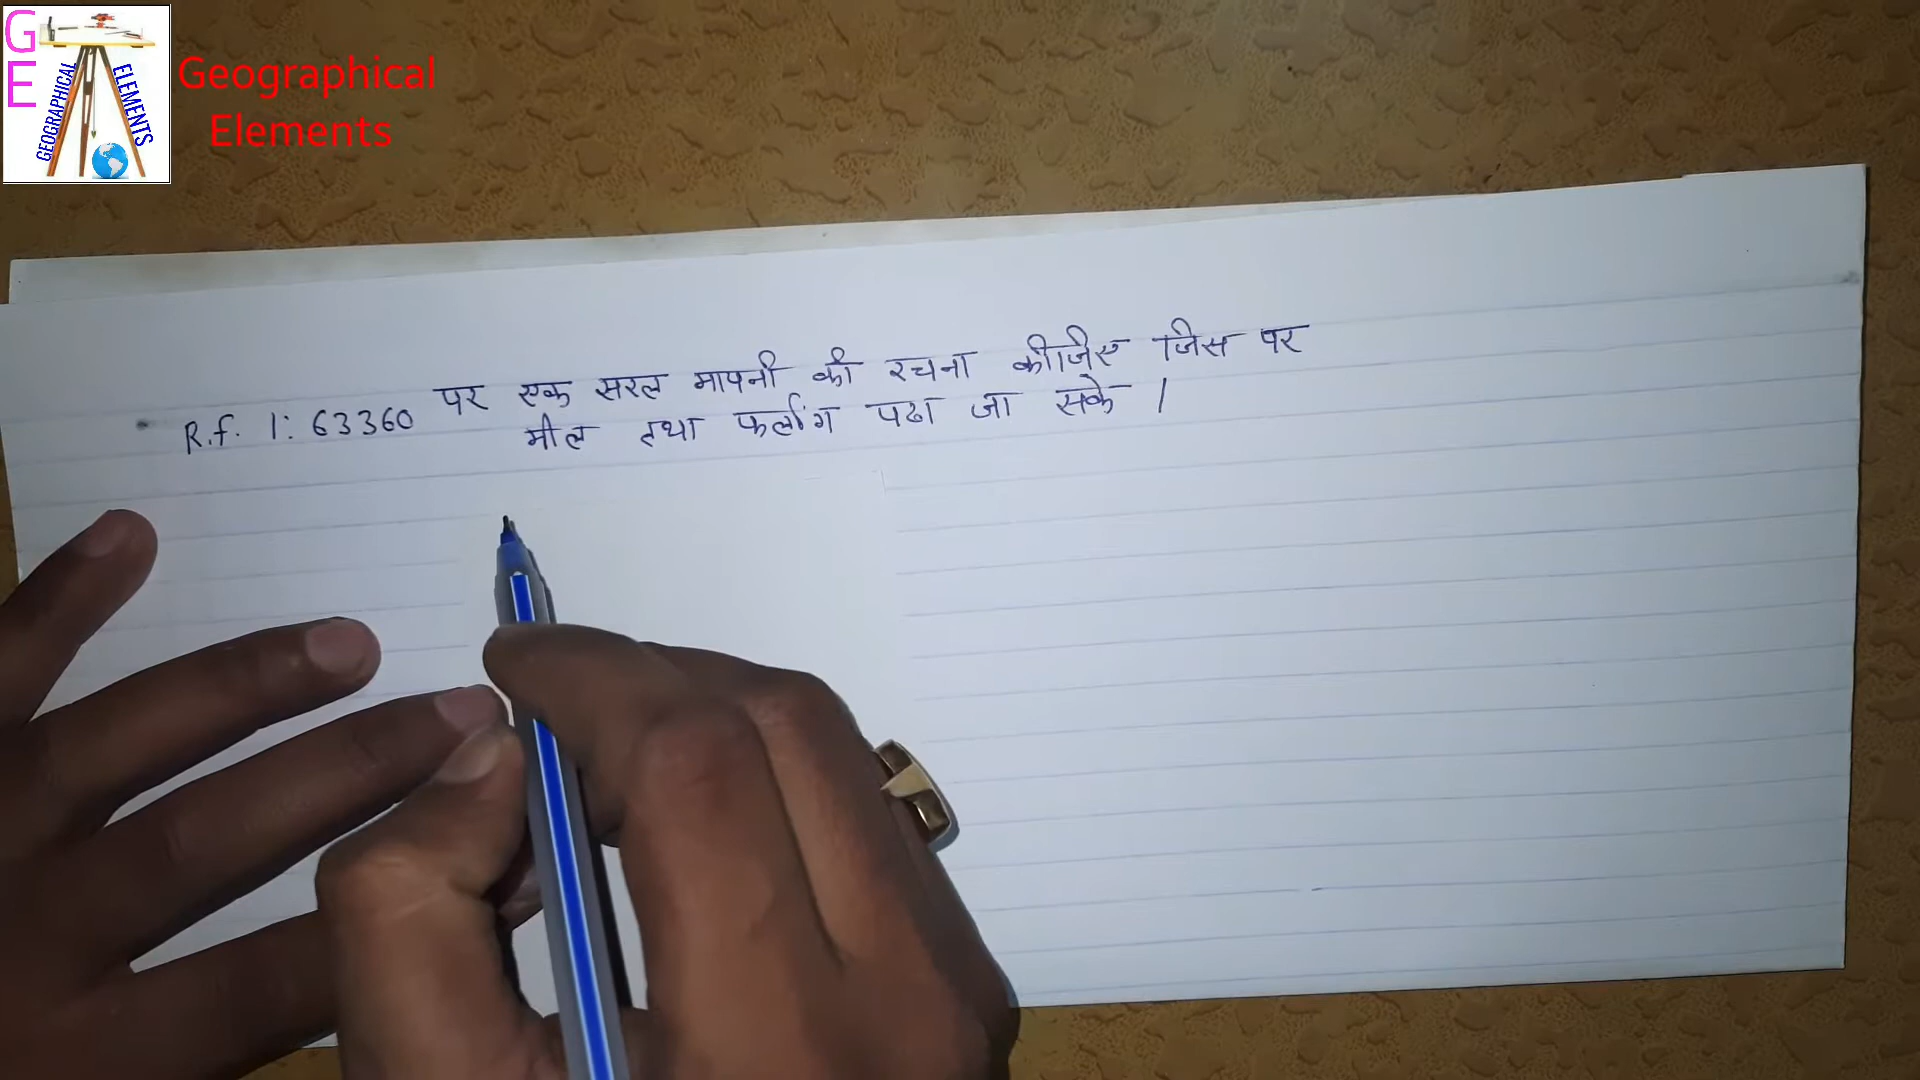 GE
GEOGRAPHICAL ELEMENTS
Geographical
Elements
R.f. 1:63360 पर एक सरल मापनी की रचना कीजिए जिस पर
मील तथा फर्लांग पढा जा सके ।